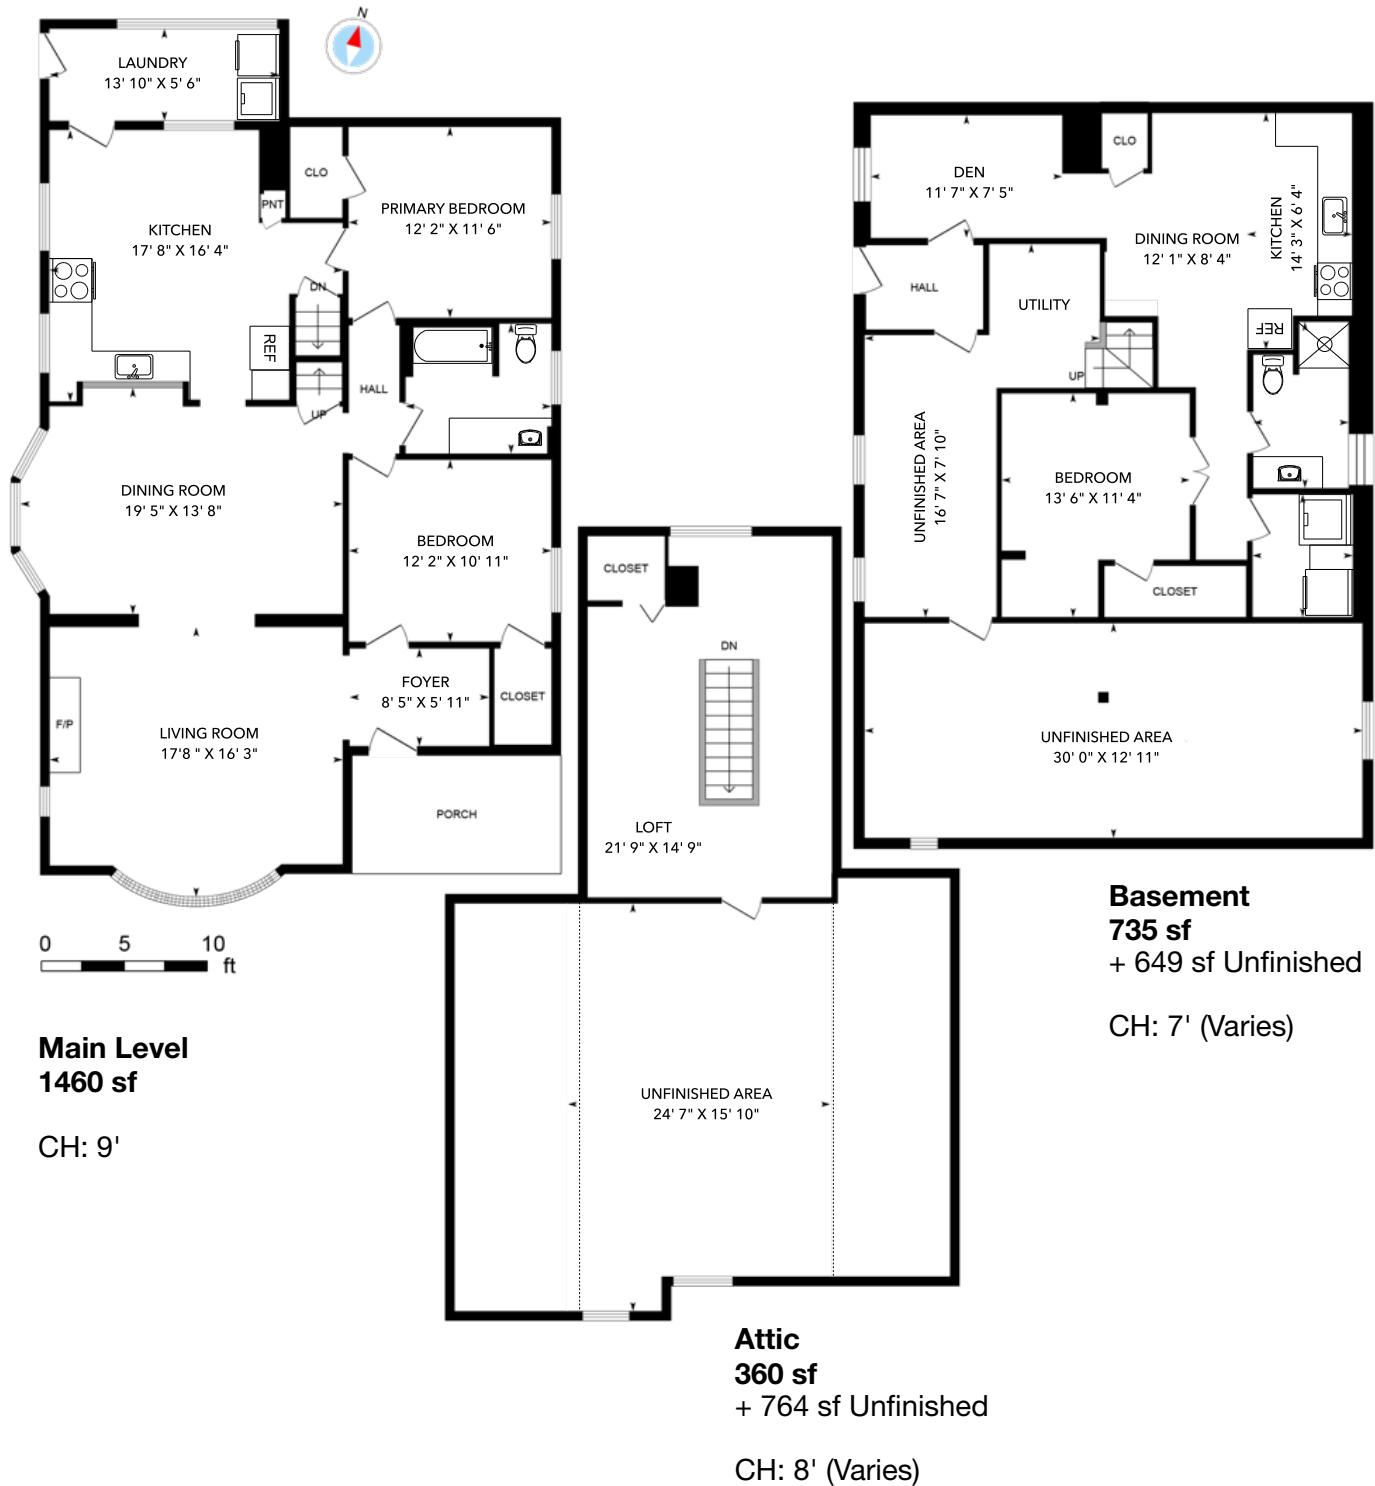 N
LAUNDRY
13' 10" X 5' 6"
CLO
PNT
PRIMARY BEDROOM
12' 2" X 11' 6"
KITCHEN
17' 8" X 16' 4"
DN
REF
UP
HALL
DINING ROOM
19' 5" X 13' 8"
BEDROOM
12' 2" X 10' 11"
FOYER
8' 5" X 5' 11"
CLOSET
F/P
LIVING ROOM
17'8 " X 16' 3"
PORCH
0 5 10
ft
Main Level
1460 sf
CH: 9'
CLOSET
DN
LOFT
21' 9" X 14' 9"
UNFINISHED AREA
24' 7" X 15' 10"
Attic
360 sf
+ 764 sf Unfinished
CH: 8' (Varies)
DEN
11' 7" X 7' 5"
CLO
KITCHEN
14' 3" X 6' 4"
DINING ROOM
12' 1" X 8' 4"
HALL
UTILITY
REF
UP
UNFINISHED AREA
16' 7" X 7' 10"
BEDROOM
13' 6" X 11' 4"
CLOSET
UNFINISHED AREA
30' 0" X 12' 11"
Basement
735 sf
+ 649 sf Unfinished
CH: 7' (Varies)